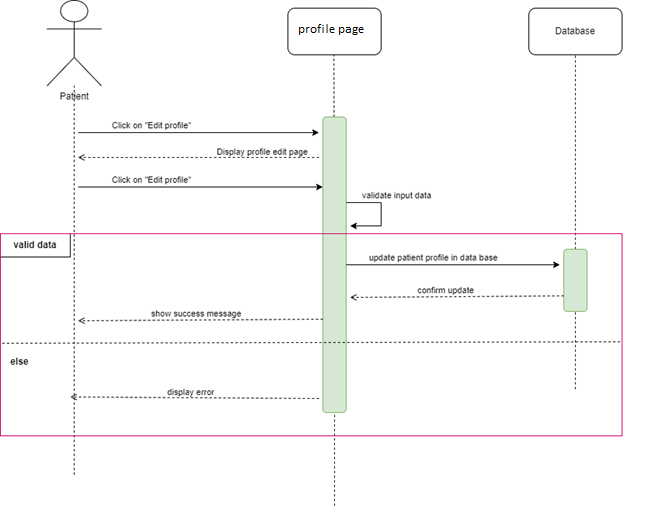 profile page
Database
Patient
Click on "Edit profile"
Display profile edit page
Click on "Edit profile"
validate input data
valid data
update patient profile in data base
confirm update
show success message
else
display error